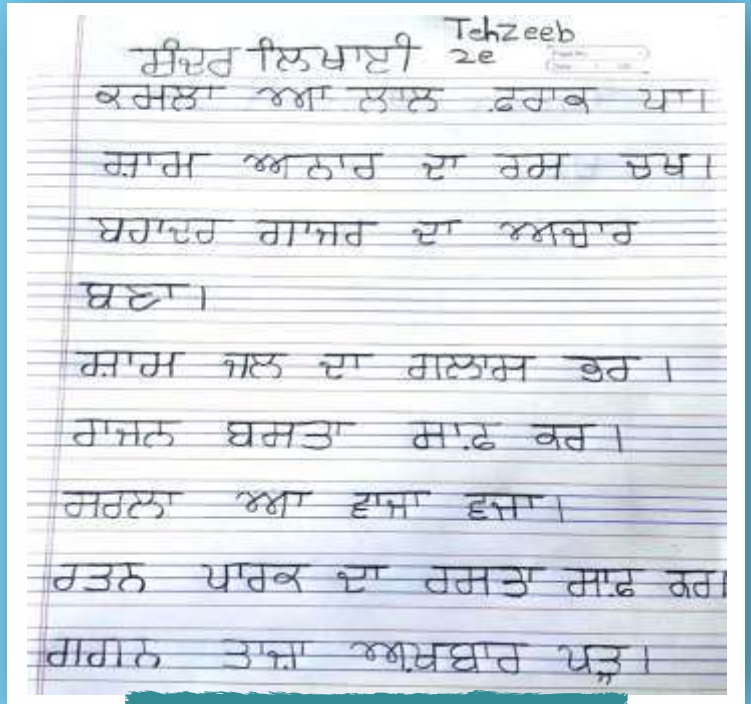 Tehzeeb
ਸੁੰਦਰ ਲਿਖਾਈ 2e
ਕਮਲਾ ਆ ਲਾਲ ਫ਼ਰਾਕ ਪਾ।
ਸ਼ਾਮ ਅਨਾਰ ਦਾ ਰਸ ਚਖ।
ਬਹਾਦਰ ਗਾਜਰ ਦਾ ਅਚਾਰ
ਬਣਾ।
ਸ਼ਾਮ ਜਲ ਦਾ ਗਲਾਸ ਭਰ।
ਰਾਜਨ ਬਸਤਾ ਸਾਫ਼ ਕਰ।
ਸਰਲਾ ਆ ਵਾਜਾ ਵਜਾ।
ਰਤਨ ਪਾਰਕ ਦਾ ਰਸਤਾ ਸਾਫ਼ ਕਰ।
ਗਗਨ ਤਾਜ਼ਾ ਅਖ਼ਬਾਰ ਪੜ੍ਹ।